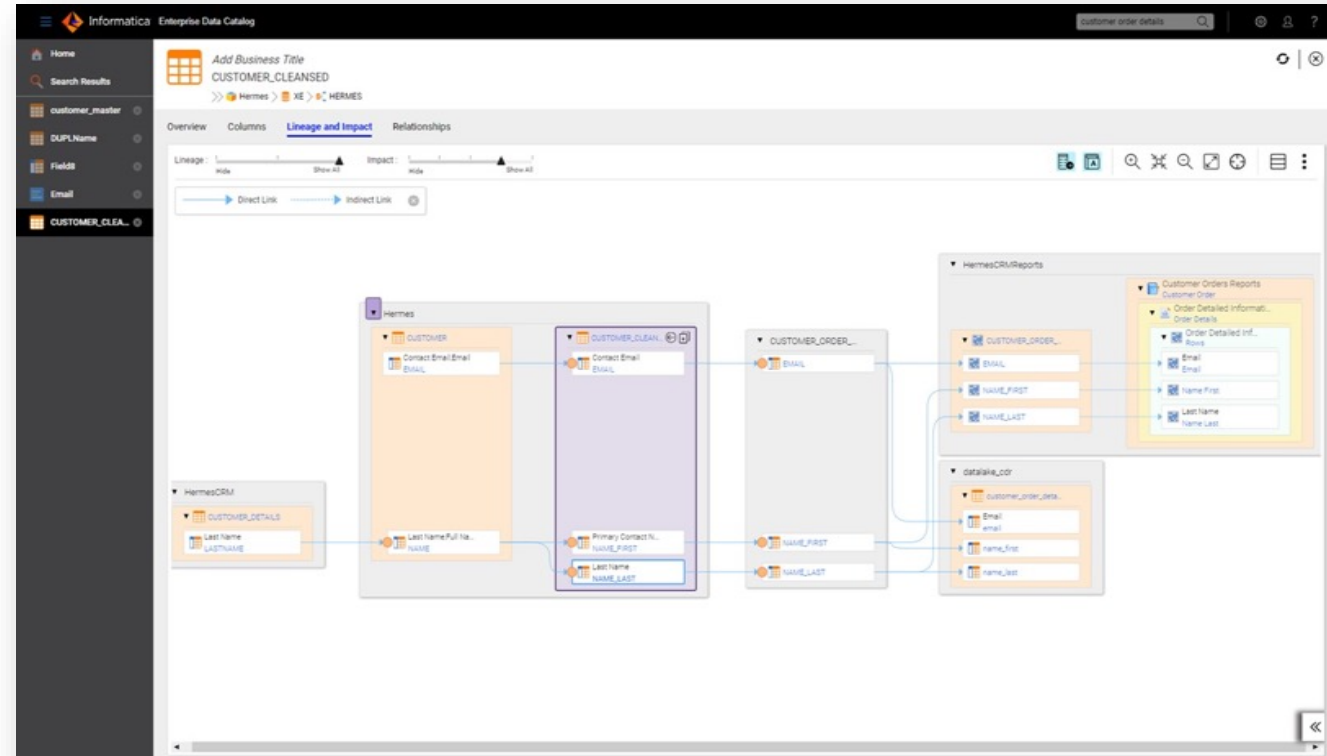 Informatica Enterprise Data Catalog
customer order details
?
Home
Search Results
customer_master
DUPLName
Field8
Email
CUSTOMER_CLEA...
Add Business Title
CUSTOMER_CLEANSED
Hermes > XE > HERMES
Overview Columns Lineage and Impact Relationships
Lineage : Hide Show All Impact : Hide Show All
Direct Link Indirect Link
HermesCRM
CUSTOMER_DETAILS
Last Name
LASTNAME
Hermes
CUSTOMER
Contact Email:Email
EMAIL
Last Name:Full Na...
NAME
CUSTOMER_CLEAN...
Contact Email
EMAIL
Primary Contact N...
NAME_FIRST
Last Name
NAME_LAST
CUSTOMER_ORDER_...
EMAIL
NAME_FIRST
NAME_LAST
HermesCRMReports
CUSTOMER_ORDER_...
EMAIL
NAME_FIRST
NAME_LAST
Customer Orders Reports
Customer Order
Order Detailed Informati...
Order Details
Order Detailed Inf...
Rows
Email
Email
Name First
Last Name
Name Last
datalake_cdr
customer_order_deta...
Email
email
name_first
name_last